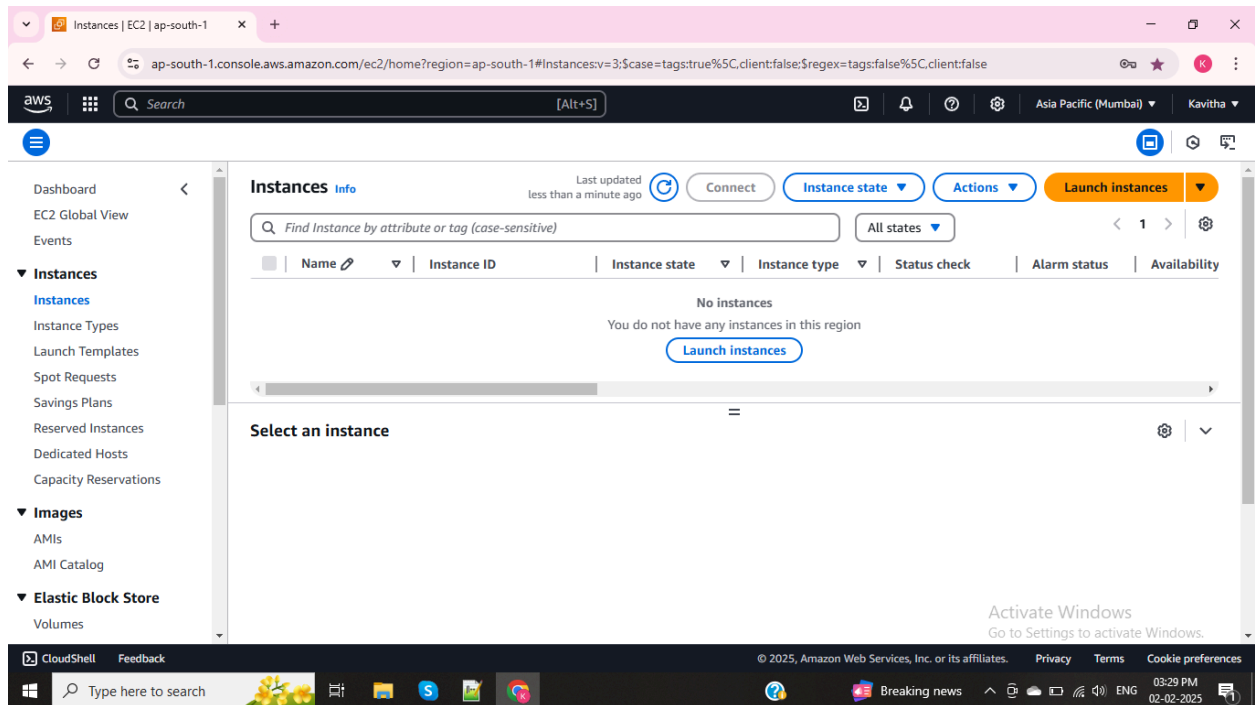 Instances | EC2 | ap-south-1
ap-south-1.console.aws.amazon.com/ec2/home?region=ap-south-1#Instances:v=3;$case=tags:true%5C,client:false;$regex=tags:false%5C,client:false
K
aws
Search
[Alt+S]
Asia Pacific (Mumbai)
Kavitha
Dashboard
EC2 Global View
Events
Instances
Instances
Instance Types
Launch Templates
Spot Requests
Savings Plans
Reserved Instances
Dedicated Hosts
Capacity Reservations
Images
AMIs
AMI Catalog
Elastic Block Store
Volumes
Instances Info
Last updated
less than a minute ago
Connect
Instance state
Actions
Launch instances
Find Instance by attribute or tag (case-sensitive)
All states
1
Name
Instance ID
Instance state
Instance type
Status check
Alarm status
Availability
No instances
You do not have any instances in this region
Launch instances
Select an instance
Activate Windows
Go to Settings to activate Windows.
CloudShell
Feedback
© 2025, Amazon Web Services, Inc. or its affiliates.
Privacy
Terms
Cookie preferences
Type here to search
Breaking news
ENG
03:29 PM
02-02-2025